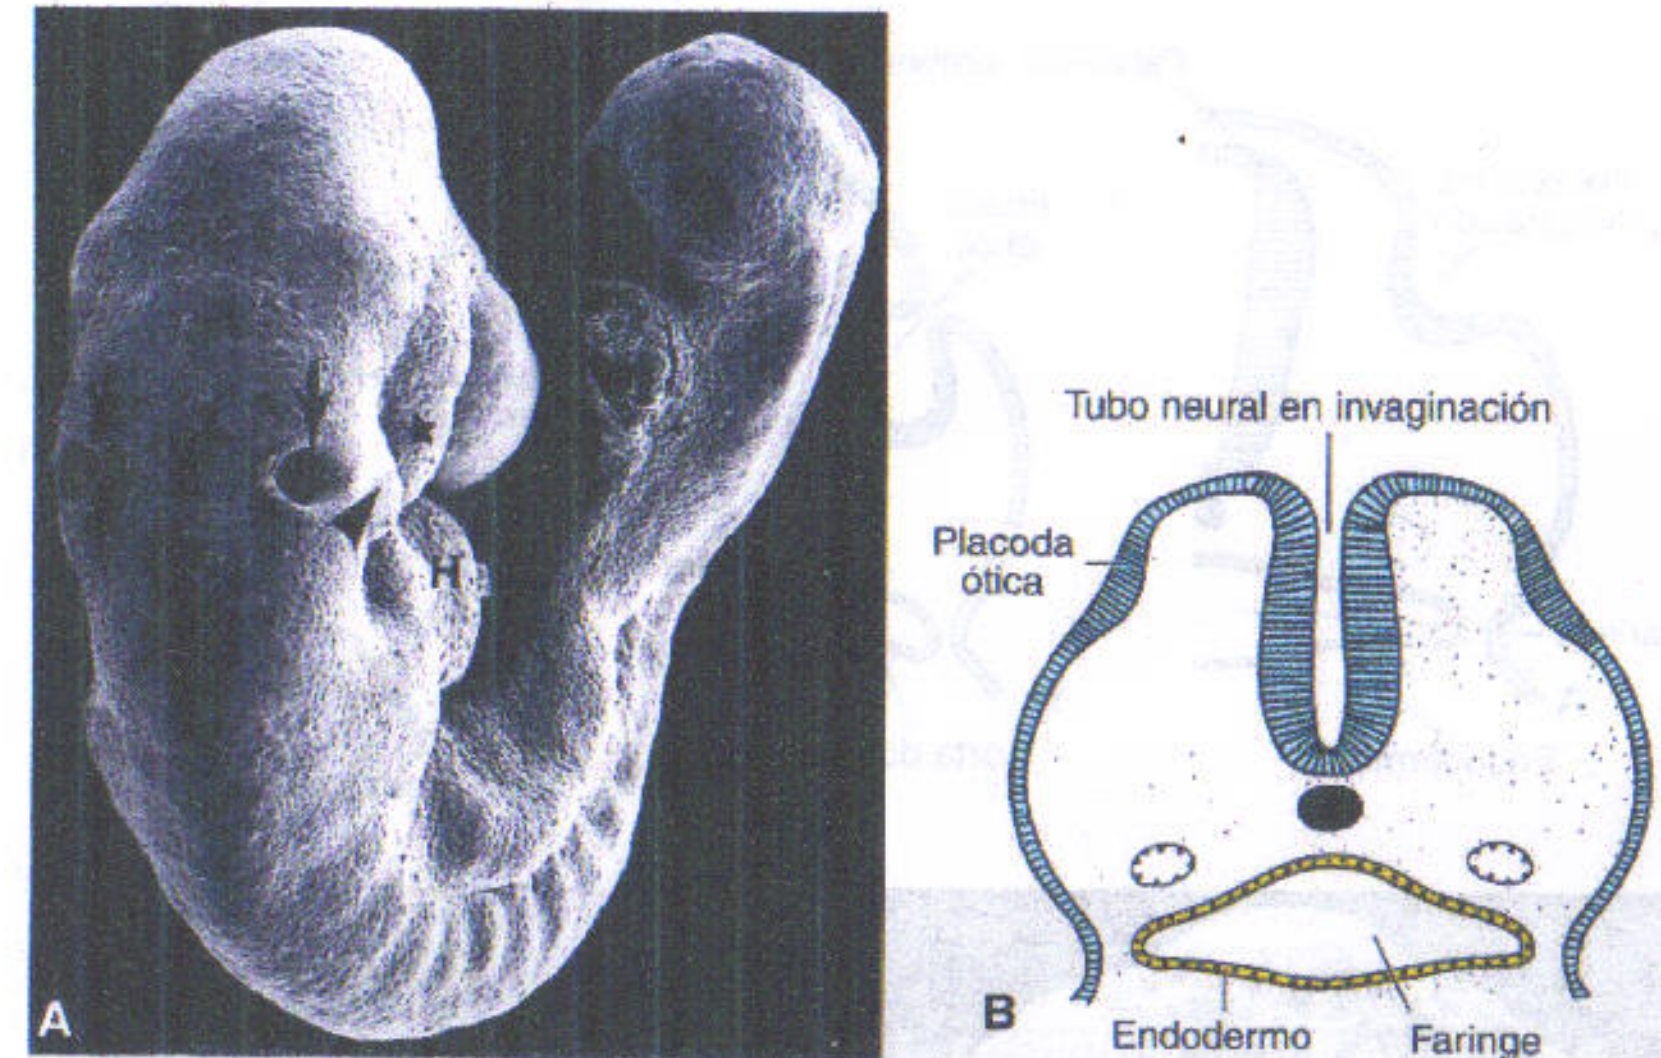 H
A
Tubo neural en invaginación
Placoda
ótica
B
Endodermo
Faringe